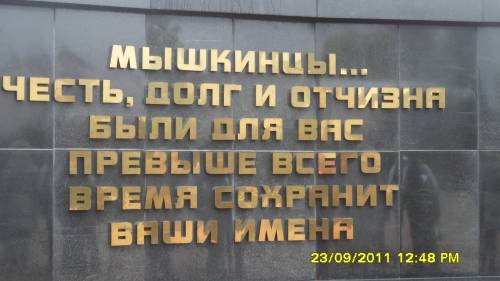 МЫШКИНЦЫ...
ЧЕСТЬ, ДОЛГ И ОТЧИЗНА
БЫЛИ ДЛЯ ВАС
ПРЕВЫШЕ ВСЕГО
ВРЕМЯ СОХРАНИТ
ВАШИ ИМЕНА
23/09/2011 12:48 PM